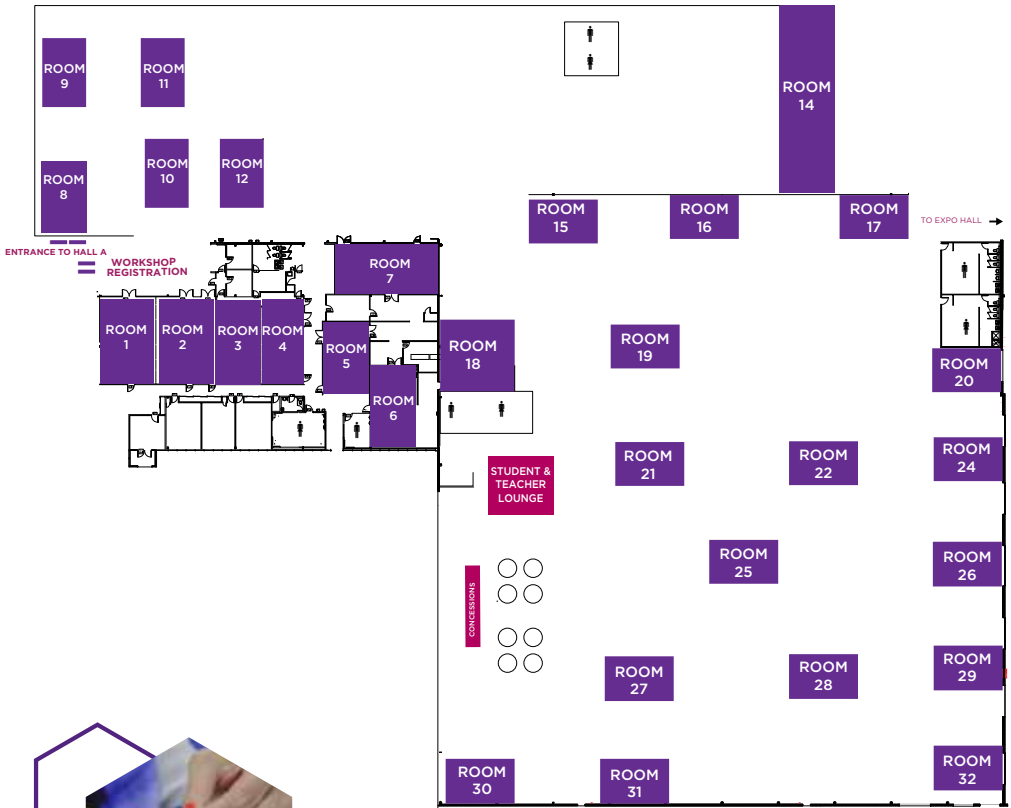 ROOM
9
ROOM
11
ROOM
14
ROOM
10
ROOM
12
ROOM
8
ROOM
15
ROOM
16
ROOM
17
TO EXPO HALL
ENTRANCE TO HALL A
WORKSHOP
REGISTRATION
ROOM
7
ROOM
1
ROOM
2
ROOM
3
ROOM
4
ROOM
5
ROOM
18
ROOM
19
ROOM
20
ROOM
6
ROOM
21
ROOM
22
ROOM
24
STUDENT &
TEACHER
LOUNGE
ROOM
25
ROOM
26
CONCESSIONS
ROOM
27
ROOM
28
ROOM
29
ROOM
30
ROOM
31
ROOM
32